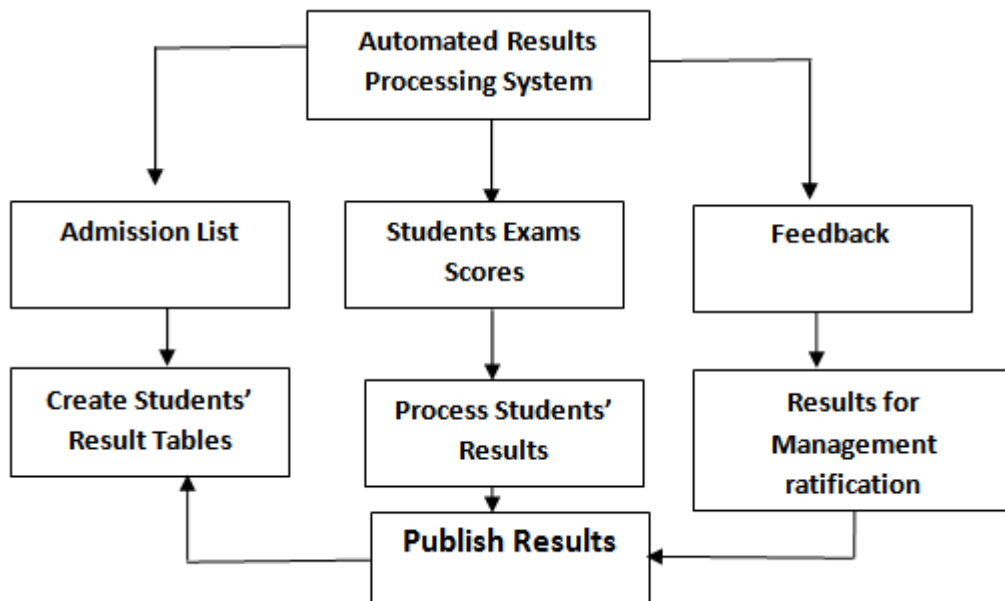 Automated Results
Processing System
Admission List
Students Exams
Scores
Feedback
Create Students’
Result Tables
Process Students’
Results
Results for
Management
ratification
Publish Results